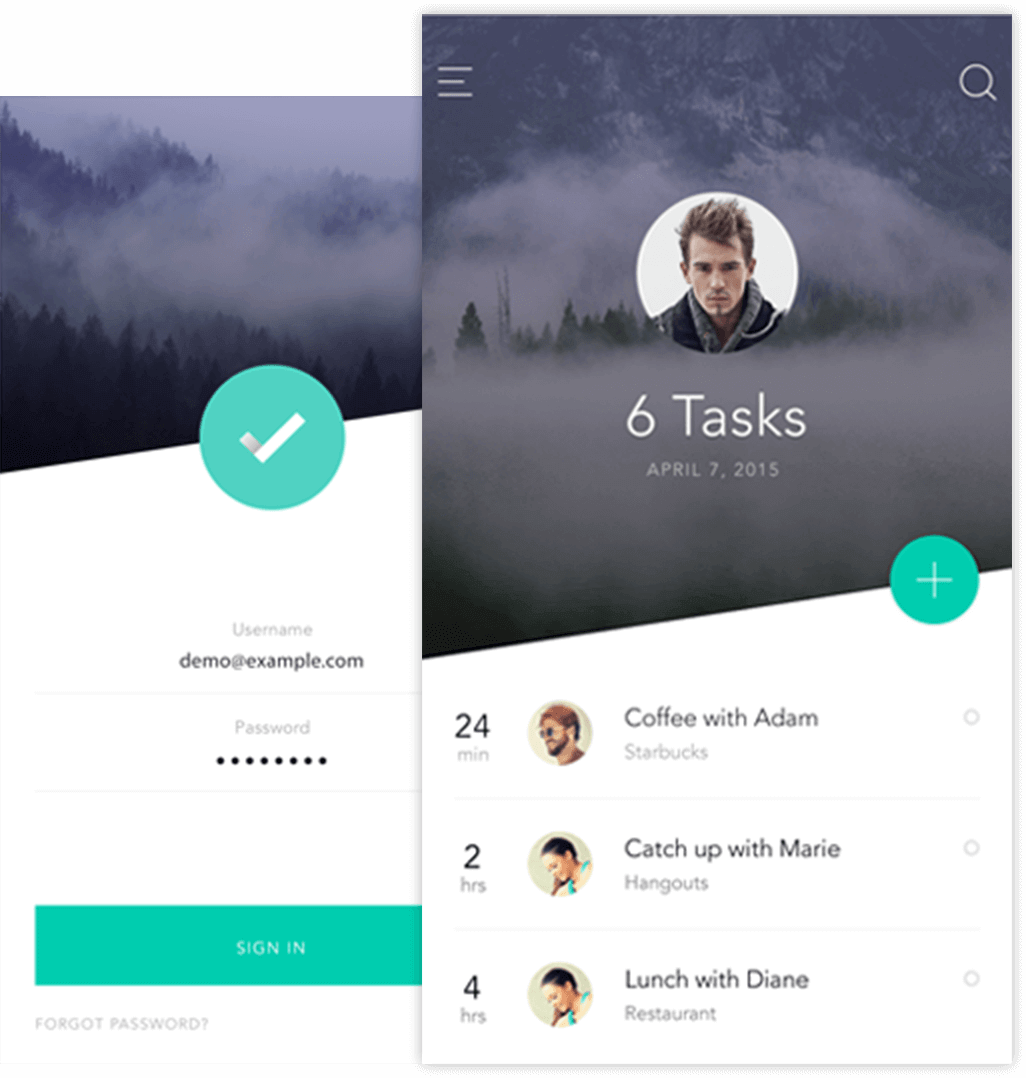 Username
demo@example.com
Password
SIGN IN
FORGOT PASSWORD?
6 Tasks
APRIL 7, 2015
24
min
Coffee with Adam
Starbucks
2
hrs
Catch up with Marie
Hangouts
4
hrs
Lunch with Diane
Restaurant